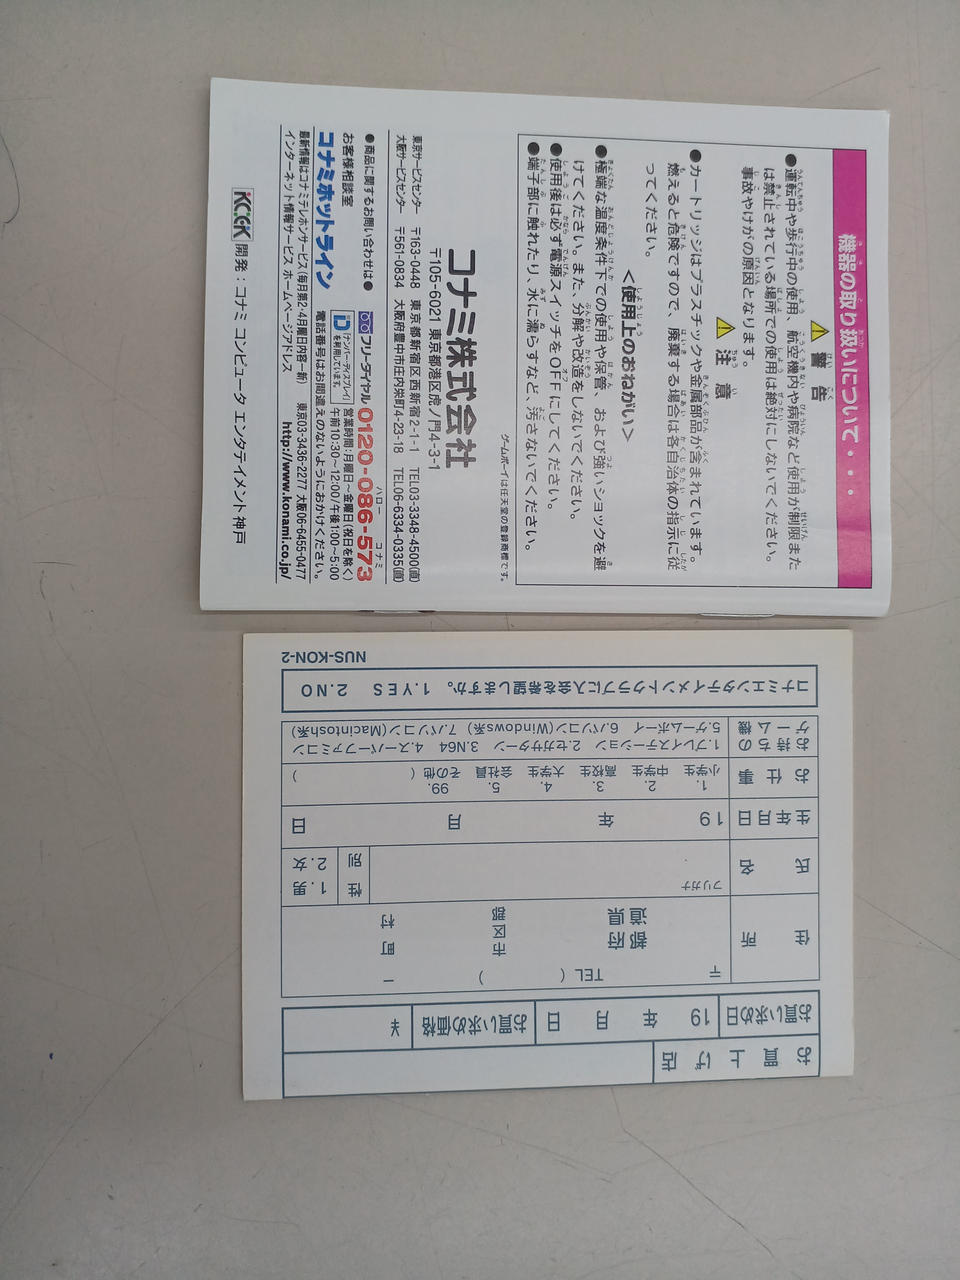 機器の取り扱いについて・・・
警告
●運転中や歩行中の使用、航空機内や病院など使用が制限また
は禁止されている場所での使用は絶対にしないでください。
事故やけがの原因となります。
注意
●カートリッジはプラスチックや金属部品が含まれています。
燃えると危険ですので、廃棄する場合は各自治体の指示に従
ってください。
＜使用上のおねがい＞
●極端な温度条件下での使用や保管、および強いショックを避
けてください。また、分解や改造をしないでください。
●使用後は必ず電源スイッチをOFFにしてください。
●端子部に触れたり、水に濡らすなど、汚さないでください。
ゲームボーイは任天堂の登録商標です。
コナミ株式会社
〒105-6021 東京都港区虎ノ門4-3-1
東京サービスセンター 〒163-0448 東京都新宿区西新宿2-1-1 TEL03-3348-4500(直)
大阪サービスセンター 〒561-0834 大阪府豊中市庄内栄町4-23-18 TEL06-6334-0335(直)
●商品に関するお問い合わせは●
お客様相談室
コナミホットライン
フリーダイヤル 0120-086-573
ハロー コナミ
ナンバー・ディスプレイ
を利用しています。
営業時間:月曜日〜金曜日(祝日を除く)
午前10:30〜12:00/午後1:00〜5:00
電話番号はお間違えのないようにおかけください。
最新情報はコナミテレホンサービス(毎月第2・4月曜日内容一新) 東京03-3436-2277 大阪06-6455-0477
インターネット情報サービス ホームページアドレス http://www.konami.co.jp/
KCEK 開発：コナミ コンピュータ エンタテイメント 神戸
お買上げ店
お買い求め日 19 年 月 日 お買い求め価格 ¥
住所 〒 TEL ( ) ー
都府 市 町
道県 区 村
郡
氏名 フリガナ 性別 1.男
2.女
生年月日 19 年 月 日
お仕事 1. 2. 3. 4. 5. 99.
小学生 中学生 高校生 大学生 会社員 その他 ( )
お持ちの 1.プレイステーション 2.セガサターン 3.N64 4.スーパーファミコン
ゲーム機 5.ゲームボーイ 6.パソコン(Windows系) 7.パソコン(Macintosh系)
コナミエンタテイメントクラブに入会を希望しますか。 1.YES 2.NO
NUS-KON-2